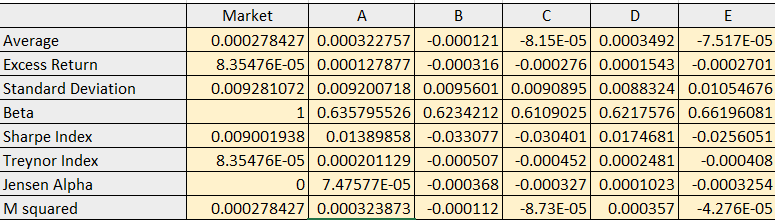 Market A B C D E
Average 0.000278427 0.000322757 -0.000121 -8.15E-05 0.0003492 -7.517E-05
Excess Return 8.35476E-05 0.000127877 -0.000316 -0.000276 0.0001543 -0.0002701
Standard Deviation 0.009281072 0.009200718 0.0095601 0.0090895 0.0088324 0.01054676
Beta 1 0.635795526 0.6234212 0.6109025 0.6217576 0.66196081
Sharpe Index 0.009001938 0.01389858 -0.033077 -0.030401 0.0174681 -0.0256051
Treynor Index 8.35476E-05 0.000201129 -0.000507 -0.000452 0.0002481 -0.000408
Jensen Alpha 0 7.47577E-05 -0.000368 -0.000327 0.0001023 -0.0003254
M squared 0.000278427 0.000323873 -0.000112 -8.73E-05 0.000357 -4.276E-05